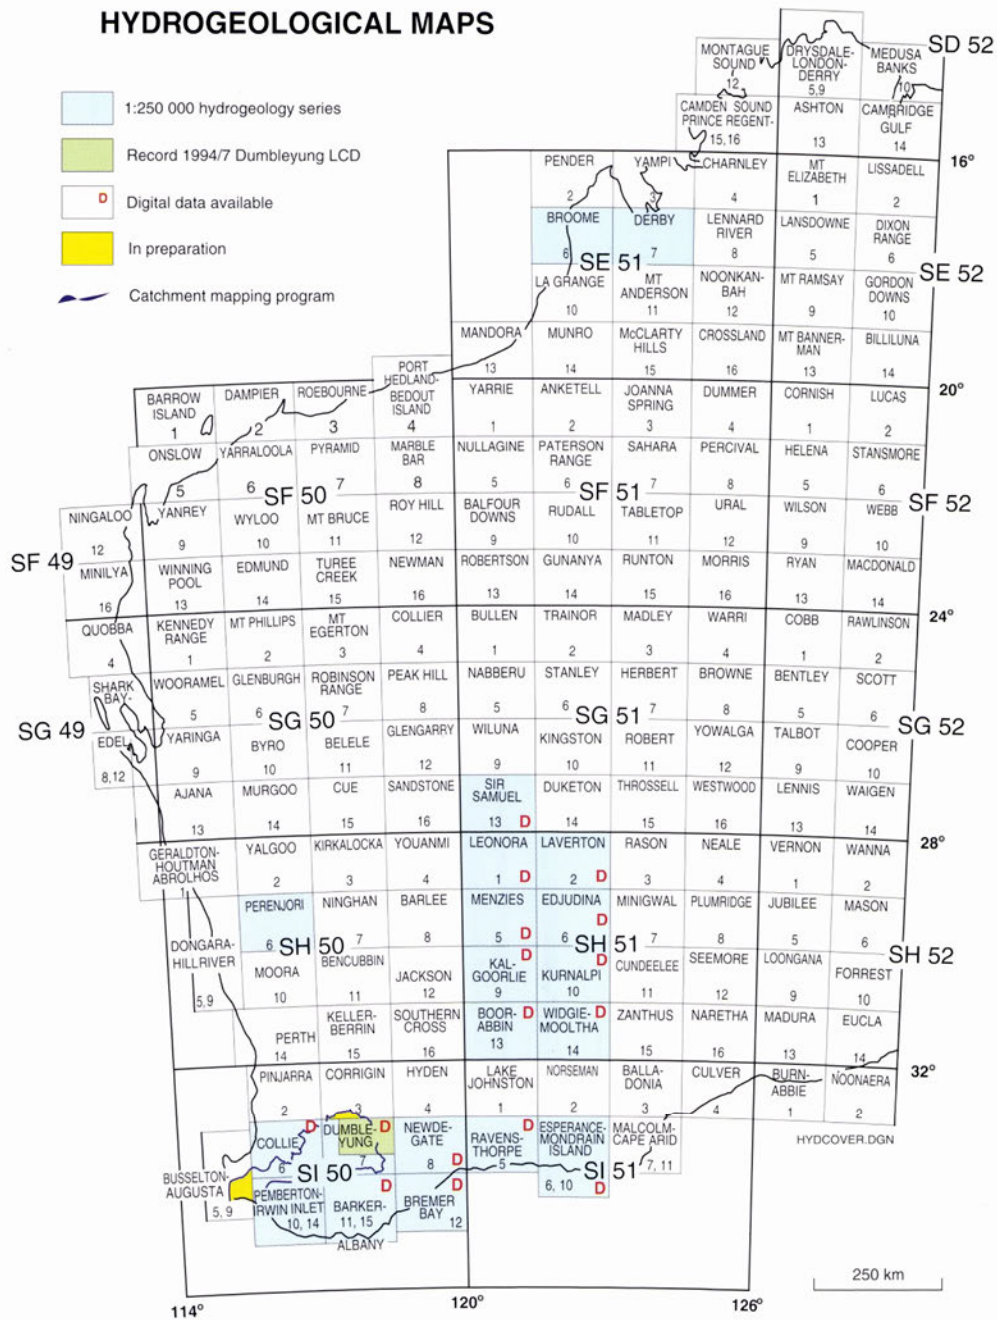 HYDROGEOLOGICAL MAPS
1:250 000 hydrogeology series
Record 1994/7 Dumbleyung LCD
D
Digital data available
In preparation
Catchment mapping program
MONTAGUE
SOUND
12
DRYSDALE-
LONDON-
DERRY
5,9
MEDUSA
BANKS
10
SD 52
CAMDEN SOUND
PRINCE REGENT-
15,16
ASHTON
13
CAMBRIDGE
GULF
14
16°
PENDER
2
YAMPI
3
CHARNLEY
4
MT
ELIZABETH
1
LISSADELL
2
BROOME
6
DERBY
7
LENNARD
RIVER
8
LANSDOWNE
5
DIXON
RANGE
6
SE 51
SE 52
LA GRANGE
10
MT
ANDERSON
11
NOONKAN-
BAH
12
MT RAMSAY
9
GORDON
DOWNS
10
MANDORA
13
MUNRO
14
McCLARTY
HILLS
15
CROSSLAND
16
MT BANNER-
MAN
13
BILLILUNA
14
BARROW
ISLAND
1
DAMPIER
2
ROEBOURNE
3
PORT
HEDLAND-
BEDOUT
ISLAND
4
YARRIE
1
ANKETELL
2
JOANNA
SPRING
3
DUMMER
4
CORNISH
1
LUCAS
2
20°
ONSLOW
5
YARRALOOLA
6
PYRAMID
7
MARBLE
BAR
8
NULLAGINE
5
PATERSON
RANGE
6
SAHARA
7
PERCIVAL
8
HELENA
5
STANSMORE
6
SF 50
SF 51
SF 52
NINGALOO
12
YANREY
9
WYLOO
10
MT BRUCE
11
ROY HILL
12
BALFOUR
DOWNS
9
RUDALL
10
TABLETOP
11
URAL
12
WILSON
9
WEBB
10
SF 49
MINILYA
16
WINNING
POOL
13
EDMUND
14
TUREE
CREEK
15
NEWMAN
16
ROBERTSON
13
GUNANYA
14
RUNTON
15
MORRIS
16
RYAN
13
MACDONALD
14
24°
QUOBBA
4
KENNEDY
RANGE
1
MT PHILLIPS
2
MT
EGERTON
3
COLLIER
4
BULLEN
1
TRAINOR
2
MADLEY
3
WARRI
4
COBB
1
RAWLINSON
2
SHARK
BAY-
EDEL
8,12
WOORAMEL
5
GLENBURGH
6
ROBINSON
RANGE
7
PEAK HILL
8
NABBERU
5
STANLEY
6
HERBERT
7
BROWNE
8
BENTLEY
5
SCOTT
6
SG 49
SG 50
SG 51
SG 52
YARINGA
9
BYRO
10
BELELE
11
GLENGARRY
12
WILUNA
9
KINGSTON
10
ROBERT
11
YOWALGA
12
TALBOT
9
COOPER
10
AJANA
13
MURGOO
14
CUE
15
SANDSTONE
16
SIR
SAMUEL
13 D
DUKETON
14
THROSSELL
15
WESTWOOD
16
LENNIS
13
WAIGEN
14
28°
GERALDTON-
HOUTMAN
ABROLHOS
1
YALGOO
2
KIRKALOCKA
3
YOUANMI
4
LEONORA
1 D
LAVERTON
2 D
RASON
3
NEALE
4
VERNON
1
WANNA
2
PERENJORI
6
NINGHAN
7
BARLEE
8
MENZIES
5 D
EDJUDINA
D
6
MINIGWAL
7
PLUMRIDGE
8
JUBILEE
5
MASON
6
SH 50
SH 51
SH 52
DONGARA-
HILL RIVER
5,9
MOORA
10
BENCUBBIN
11
JACKSON
12
D
KAL-
GOORLIE
9
D
KURNALPI
10
CUNDEELEE
11
SEEMORE
12
LOONGANA
9
FORREST
10
PERTH
14
KELLER-
BERRIN
15
SOUTHERN
CROSS
16
BOOR- D
ABBIN
13
WIDGIE- D
MOOLTHA
14
ZANTHUS
15
NARETHA
16
MADURA
13
EUCLA
14
32°
PINJARRA
2
CORRIGIN
3
HYDEN
4
LAKE
JOHNSTON
1
NORSEMAN
2
BALLA-
DONIA
3
CULVER
4
BURN-
ABBIE
1
NOONAERA
2
HYDCOVER.DGN
COLLIE
D
6
DUMBLE-
YUNG
D
7
NEWDE-
GATE
8 D
RAVENS-
THORPE
D
5
ESPERANCE-
MONDRAIN
ISLAND
6, 10
D
MALCOLM-
CAPE ARID
7, 11
SI 50
SI 51
BUSSELTON-
AUGUSTA
5, 9
PEMBERTON-
IRWIN INLET
10, 14
D
BARKER-
11, 15
ALBANY
D
BREMER
BAY
12
250 km
114°
120°
126°